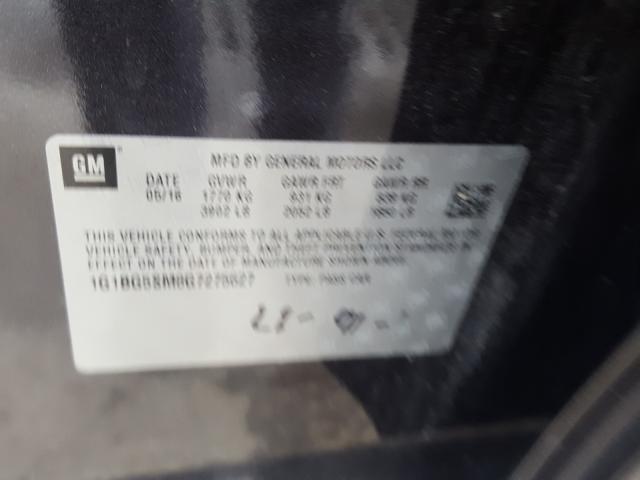 GM
MFD BY GENERAL MOTORS LLC
DATE GVWR GAWR FRT GAWR RR
05/16 1770 KG 931 KG KG
3902 LB 2052 LB LB
THIS VEHICLE CONFORMS TO ALL APPLICABLE U.S. FEDERAL MOTOR
VEHICLE SAFETY, BUMPER, AND THEFT PREVENTION STANDARDS IN
EFFECT ON THE DATE OF MANUFACTURE SHOWN ABOVE.
TYPE: PASS CAR